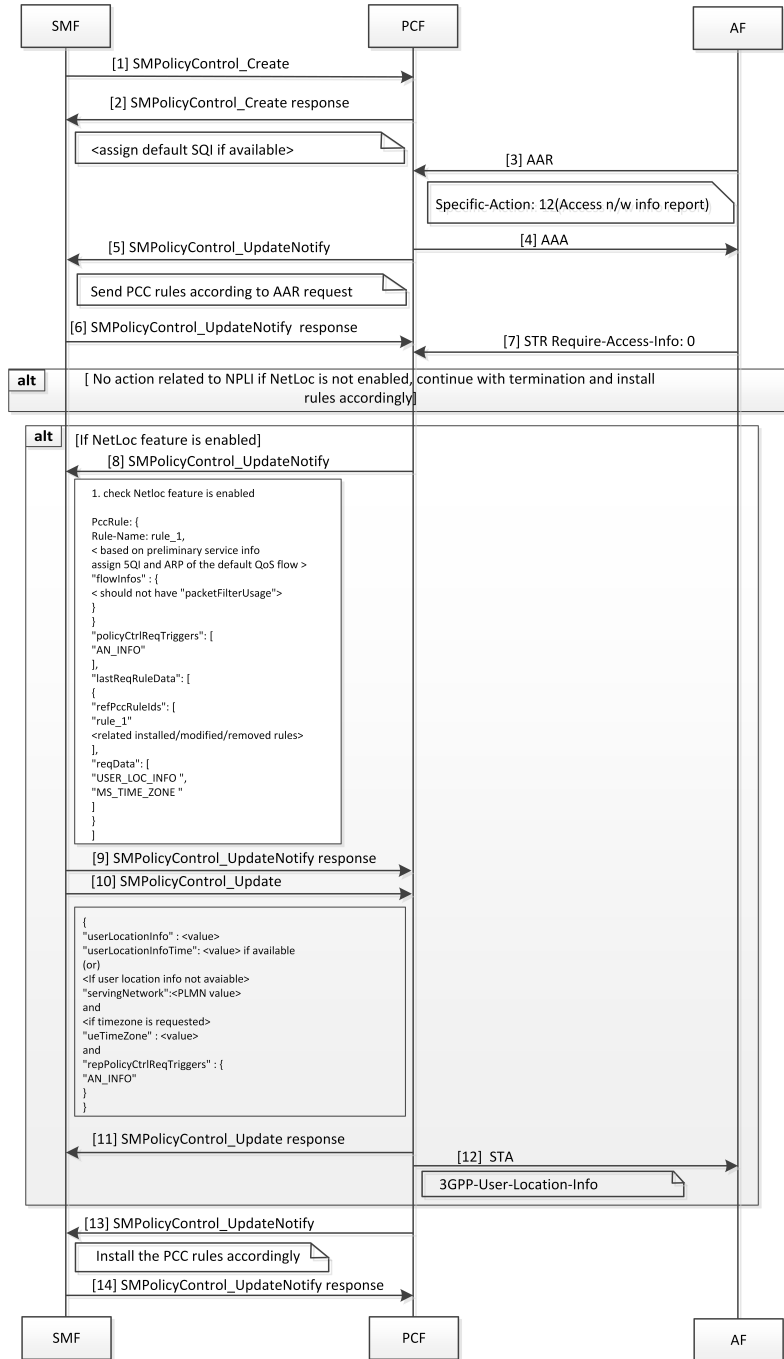 SMF
PCF
AF
[1] SMPolicyControl_Create
[2] SMPolicyControl_Create response
<assign default SQI if available>
[3] AAR
Specific-Action: 12(Access n/w info report)
[4] AAA
[5] SMPolicyControl_UpdateNotify
Send PCC rules according to AAR request
[6] SMPolicyControl_UpdateNotify response
[7] STR Require-Access-Info: 0
alt
[ No action related to NPLI if NetLoc is not enabled, continue with termination and install
rules accordingly]
alt
[If NetLoc feature is enabled]
[8] SMPolicyControl_UpdateNotify
1. check Netloc feature is enabled
PccRule: {
Rule-Name: rule_1,
< based on preliminary service info
assign 5QI and ARP of the default QoS flow >
"flowInfos" : {
< should not have "packetFilterUsage">
}
}
"policyCtrlReqTriggers": [
"AN_INFO"
],
"lastReqRuleData": [
{
"refPccRuleIds": [
"rule_1"
<related installed/modified/removed rules>
],
"reqData": [
"USER_LOC_INFO ",
"MS_TIME_ZONE "
]
}
]
[9] SMPolicyControl_UpdateNotify response
[10] SMPolicyControl_Update
{
"userLocationInfo" : <value>
"userLocationInfoTime": <value> if available
(or)
<If user location info not avaiable>
"servingNetwork":<PLMN value>
and
<if timezone is requested>
"ueTimeZone" : <value>
and
"repPolicyCtrlReqTriggers" : {
"AN_INFO"
}
}
[11] SMPolicyControl_Update response
[12] STA
3GPP-User-Location-Info
[13] SMPolicyControl_UpdateNotify
Install the PCC rules accordingly
[14] SMPolicyControl_UpdateNotify response
SMF
PCF
AF